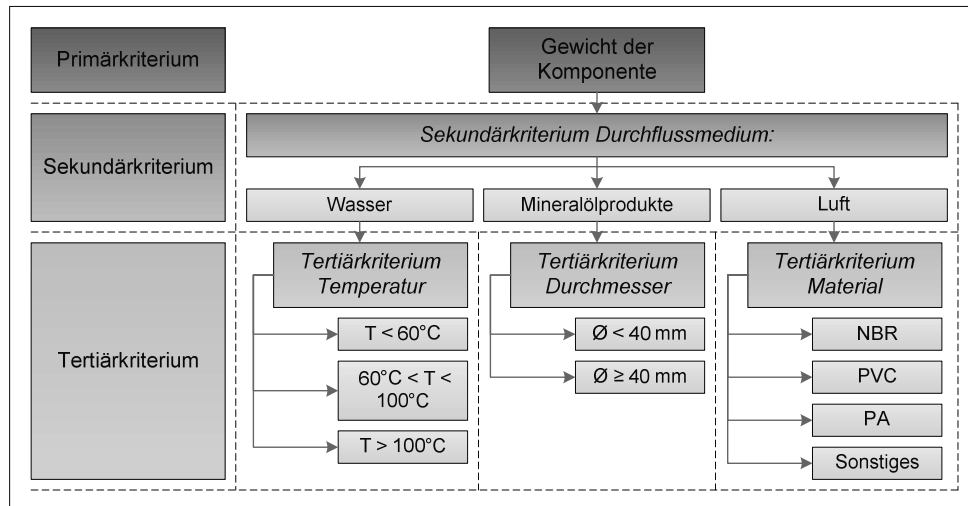 Primärkriterium
Gewicht der
Komponente
Sekundärkriterium
Sekundärkriterium Durchflussmedium:
Wasser
Mineralölprodukte
Luft
Tertiärkriterium
Tertiärkriterium
Temperatur
T < 60°C
60°C < T <
100°C
T > 100°C
Tertiärkriterium
Durchmesser
Ø < 40 mm
Ø ≥ 40 mm
Tertiärkriterium
Material
NBR
PVC
PA
Sonstiges